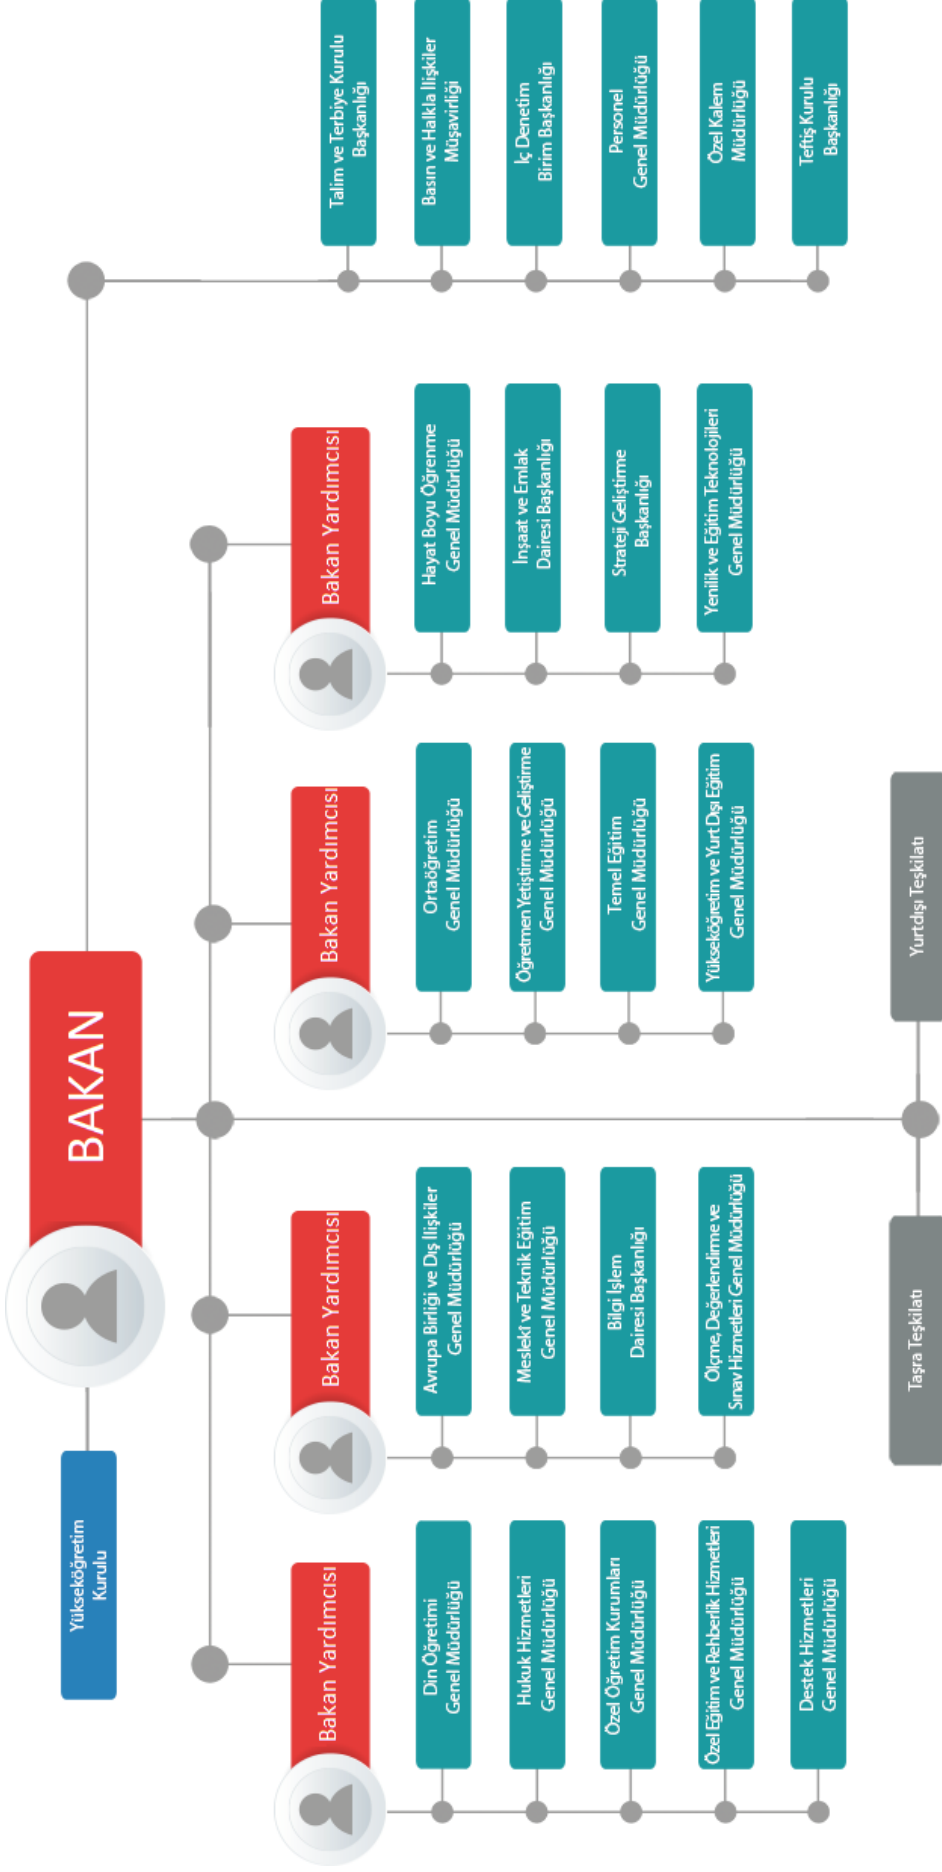 Yükseköğretim
Kurulu
BAKAN
Bakan Yardımcısı
Din Öğretimi
Genel Müdürlüğü
Hukuk Hizmetleri
Genel Müdürlüğü
Özel Öğretim Kurumları
Genel Müdürlüğü
Özel Eğitim ve Rehberlik Hizmetleri
Genel Müdürlüğü
Destek Hizmetleri
Genel Müdürlüğü
Bakan Yardımcısı
Avrupa Birliği ve Dış İlişkiler
Genel Müdürlüğü
Meslekî ve Teknik Eğitim
Genel Müdürlüğü
Bilgi İşlem
Dairesi Başkanlığı
Ölçme, Değerlendirme ve
Sınav Hizmetleri Genel Müdürlüğü
Bakan Yardımcısı
Ortaöğretim
Genel Müdürlüğü
Öğretmen Yetiştirme ve Geliştirme
Genel Müdürlüğü
Temel Eğitim
Genel Müdürlüğü
Yükseköğretim ve Yurt Dışı Eğitim
Genel Müdürlüğü
Bakan Yardımcısı
Hayat Boyu Öğrenme
Genel Müdürlüğü
İnşaat ve Emlak
Dairesi Başkanlığı
Strateji Geliştirme
Başkanlığı
Yenilik ve Eğitim Teknolojileri
Genel Müdürlüğü
Talim ve Terbiye Kurulu
Başkanlığı
Basın ve Halkla İlişkiler
Müşavirliği
İç Denetim
Birim Başkanlığı
Personel
Genel Müdürlüğü
Özel Kalem
Müdürlüğü
Teftiş Kurulu
Başkanlığı
Taşra Teşkilatı
Yurtdışı Teşkilatı